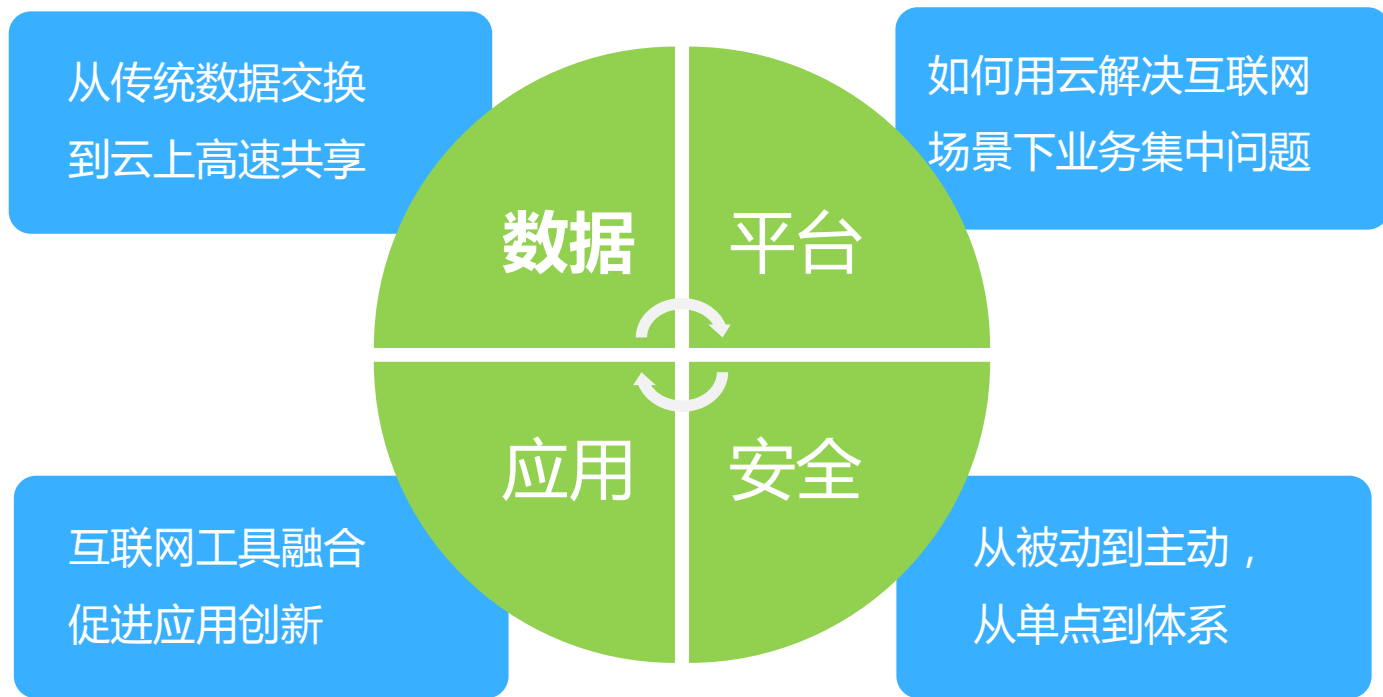 从传统数据交换
到云上高速共享
如何用云解决互联网
场景下业务集中问题
数据
平台
应用
安全
互联网工具融合
促进应用创新
从被动到主动，
从单点到体系